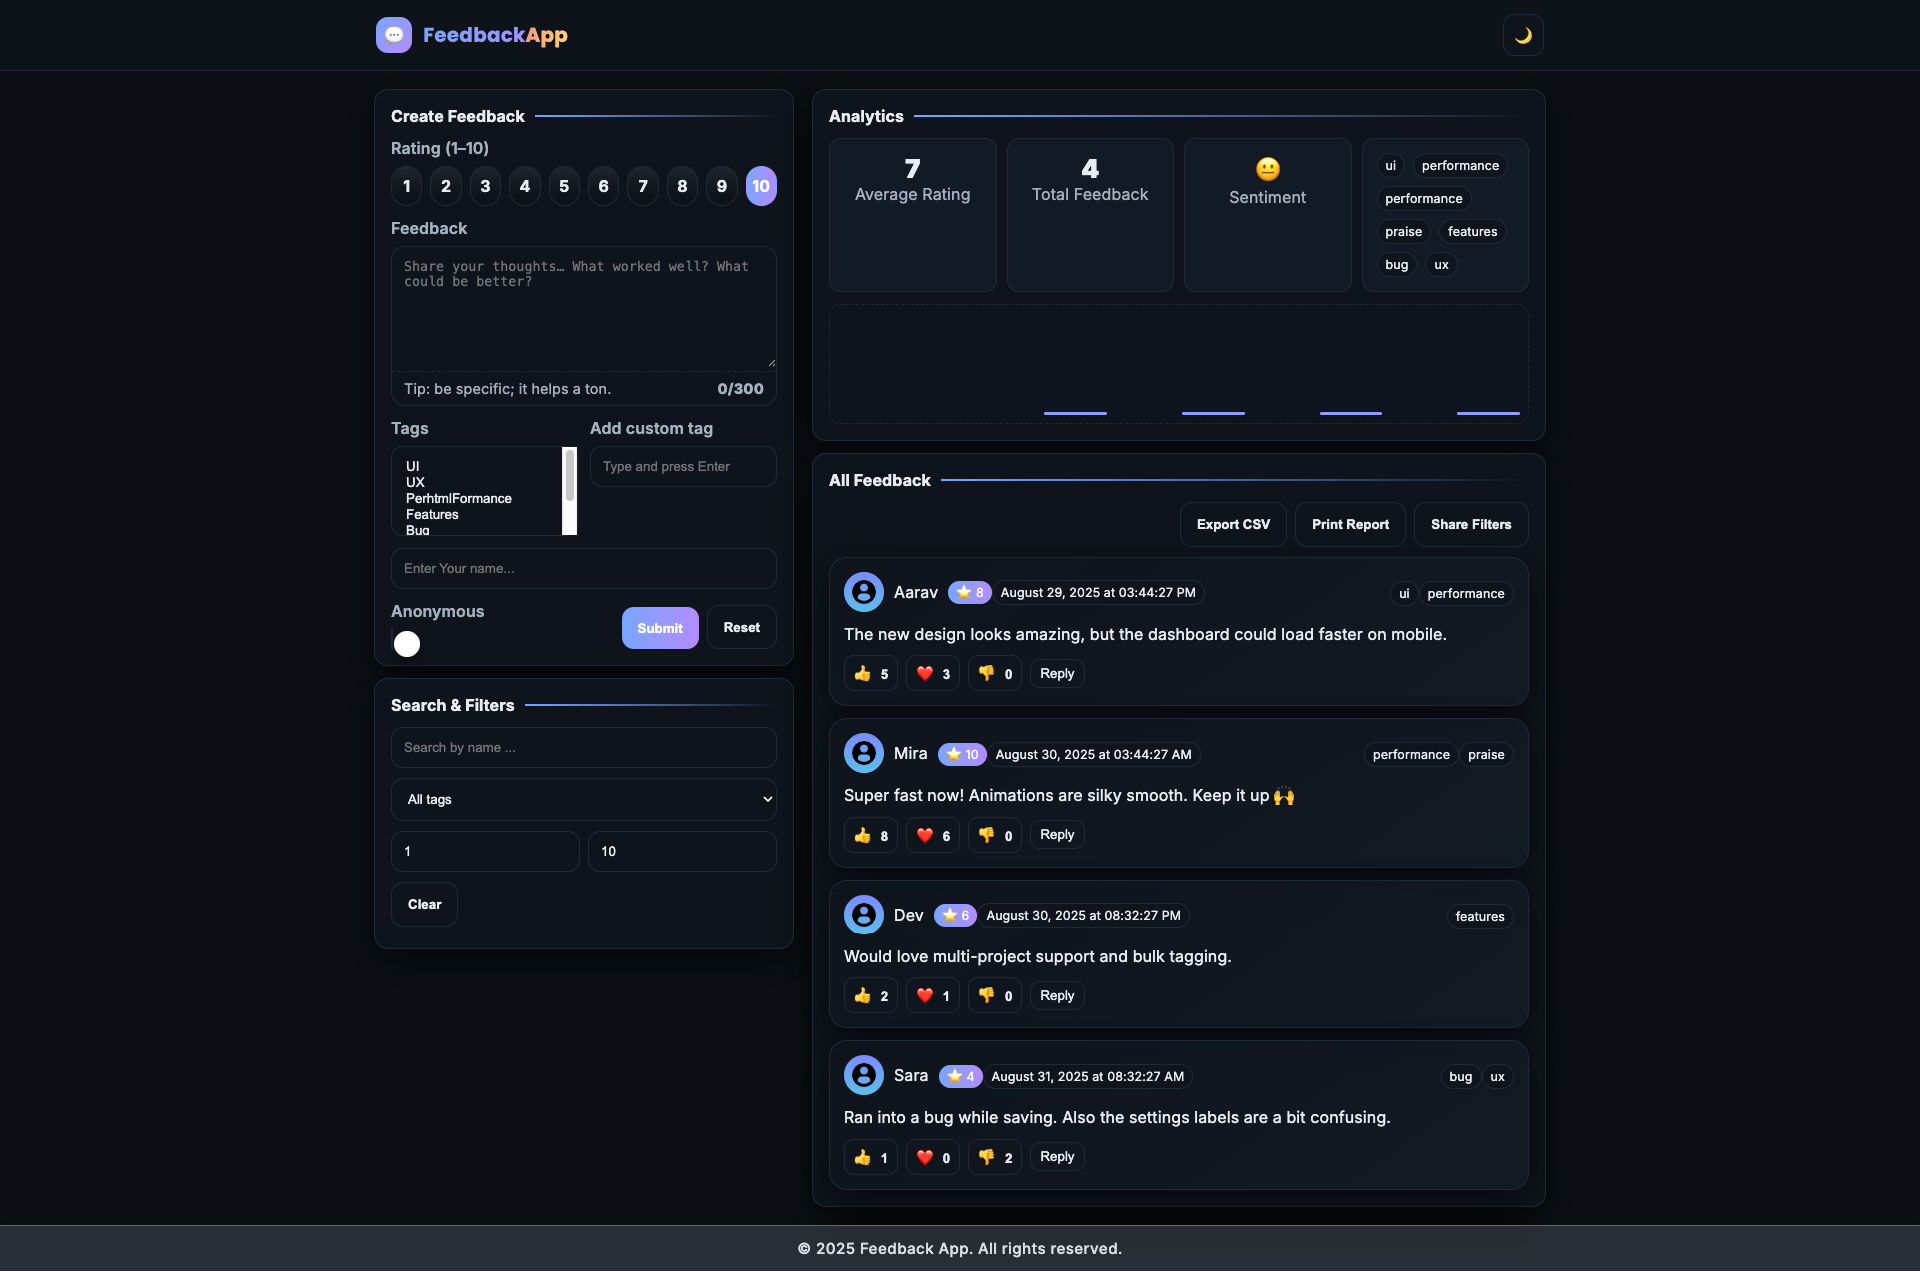 💬 FeedbackApp
🌙
Create Feedback
Rating (1–10)
1 2 3 4 5 6 7 8 9 10
Feedback
Share your thoughts… What worked well? What
could be better?
Tip: be specific; it helps a ton. 0/300
Tags
UI
UX
PerhtmlFormance
Features
Bug
Add custom tag
Type and press Enter
Enter Your name...
Anonymous
Submit Reset
Search & Filters
Search by name ...
All tags
1 10
Clear
Analytics
7
Average Rating
4
Total Feedback
😐
Sentiment
ui performance
performance
praise features
bug ux
All Feedback
Export CSV Print Report Share Filters
Aarav ⭐ 8 August 29, 2025 at 03:44:27 PM ui performance
The new design looks amazing, but the dashboard could load faster on mobile.
👍 5 ❤️ 3 👎 0 Reply
Mira ⭐ 10 August 30, 2025 at 03:44:27 AM performance praise
Super fast now! Animations are silky smooth. Keep it up 🙌
👍 8 ❤️ 6 👎 0 Reply
Dev ⭐ 6 August 30, 2025 at 08:32:27 PM features
Would love multi-project support and bulk tagging.
👍 2 ❤️ 1 👎 0 Reply
Sara ⭐ 4 August 31, 2025 at 08:32:27 AM bug ux
Ran into a bug while saving. Also the settings labels are a bit confusing.
👍 1 ❤️ 0 👎 2 Reply
© 2025 Feedback App. All rights reserved.